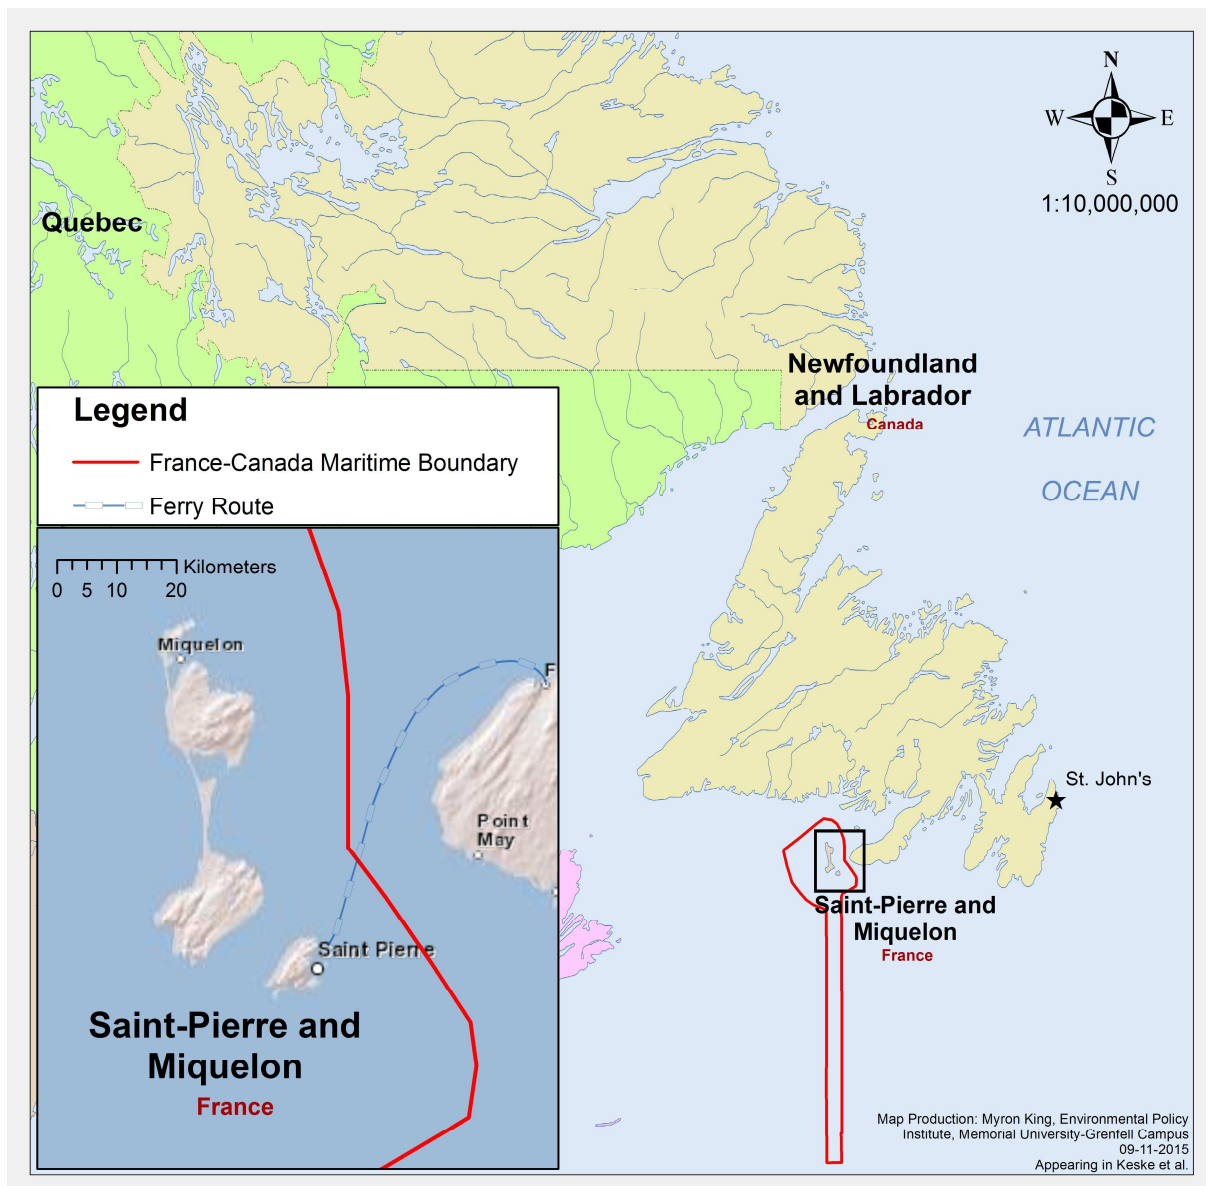 N
W E
S
1:10,000,000
Quebec
Newfoundland
and Labrador
Canada
ATLANTIC
OCEAN
Legend
France-Canada Maritime Boundary
Ferry Route
0 5 10 20 Kilometers
Miquelon
F
Point
May
Saint Pierre
Saint-Pierre and
Miquelon
France
St. John's
Saint-Pierre and
Miquelon
France
Map Production: Myron King, Environmental Policy
Institute, Memorial University-Grenfell Campus
09-11-2015
Appearing in Keske et al.